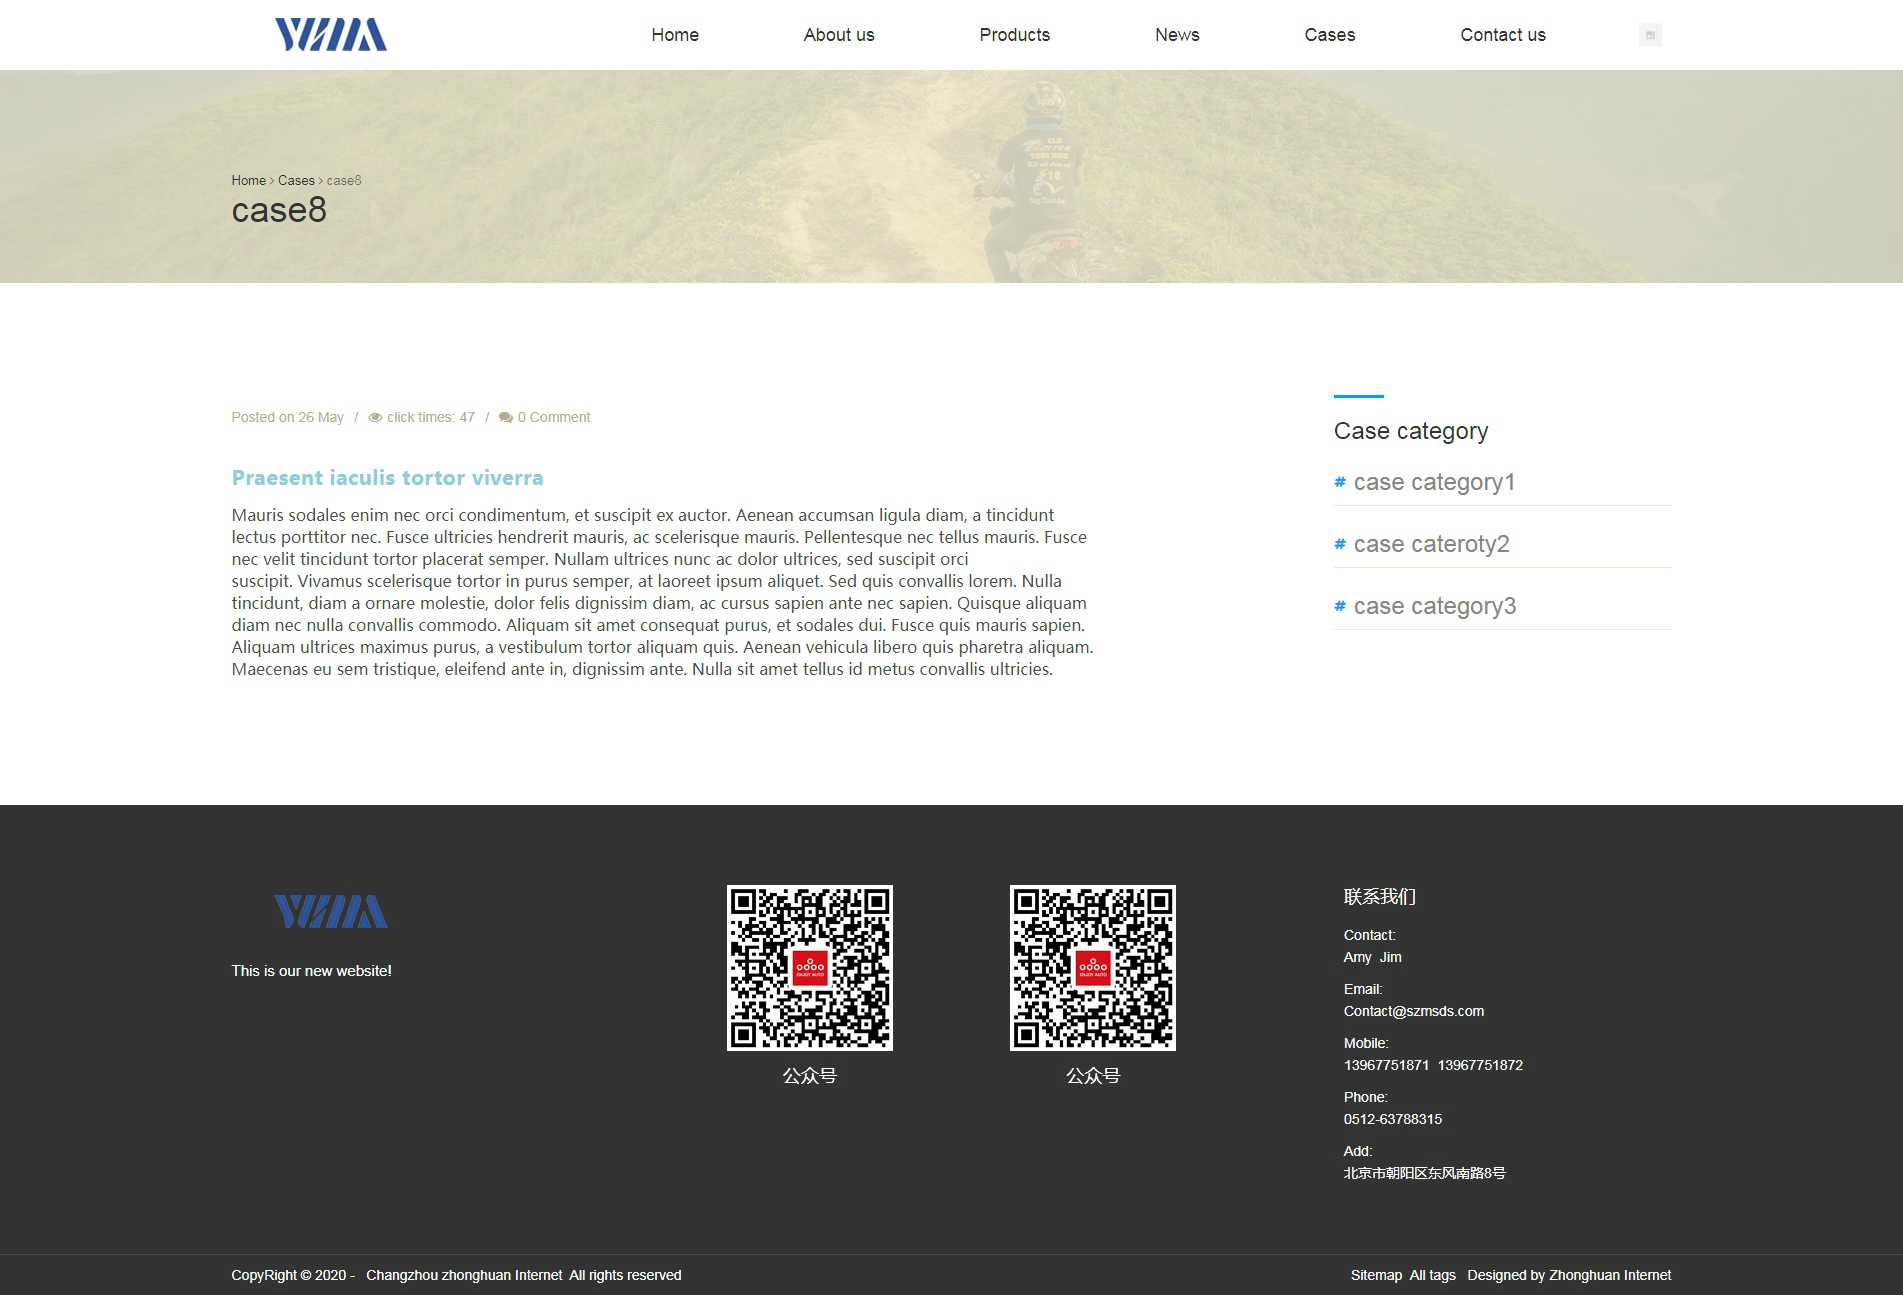 Home
About us
Products
News
Cases
Contact us
Home > Cases > case8
case8
Posted on 26 May / click times: 47 / 0 Comment
Praesent iaculis tortor viverra
Mauris sodales enim nec orci condimentum, et suscipit ex auctor. Aenean accumsan ligula diam, a tincidunt
lectus porttitor nec. Fusce ultricies hendrerit mauris, ac scelerisque mauris. Pellentesque nec tellus mauris. Fusce
nec velit tincidunt tortor placerat semper. Nullam ultrices nunc ac dolor ultrices, sed suscipit orci
suscipit. Vivamus scelerisque tortor in purus semper, at laoreet ipsum aliquet. Sed quis convallis lorem. Nulla
tincidunt, diam a ornare molestie, dolor felis dignissim diam, ac cursus sapien ante nec sapien. Quisque aliquam
diam nec nulla convallis commodo. Aliquam sit amet consequat purus, et sodales dui. Fusce quis mauris sapien.
Aliquam ultrices maximus purus, a vestibulum tortor aliquam quis. Aenean vehicula libero quis pharetra aliquam.
Maecenas eu sem tristique, eleifend ante in, dignissim ante. Nulla sit amet tellus id metus convallis ultricies.
Case category
# case category1
# case cateroty2
# case category3
This is our new website!
ENJOY AUTO
公众号
ENJOY AUTO
公众号
联系我们
Contact:
Amy Jim
Email:
Contact@szmsds.com
Mobile:
13967751871 13967751872
Phone:
0512-63788315
Add:
北京市朝阳区东风南路8号
CopyRight © 2020 - Changzhou zhonghuan Internet All rights reserved
Sitemap All tags Designed by Zhonghuan Internet